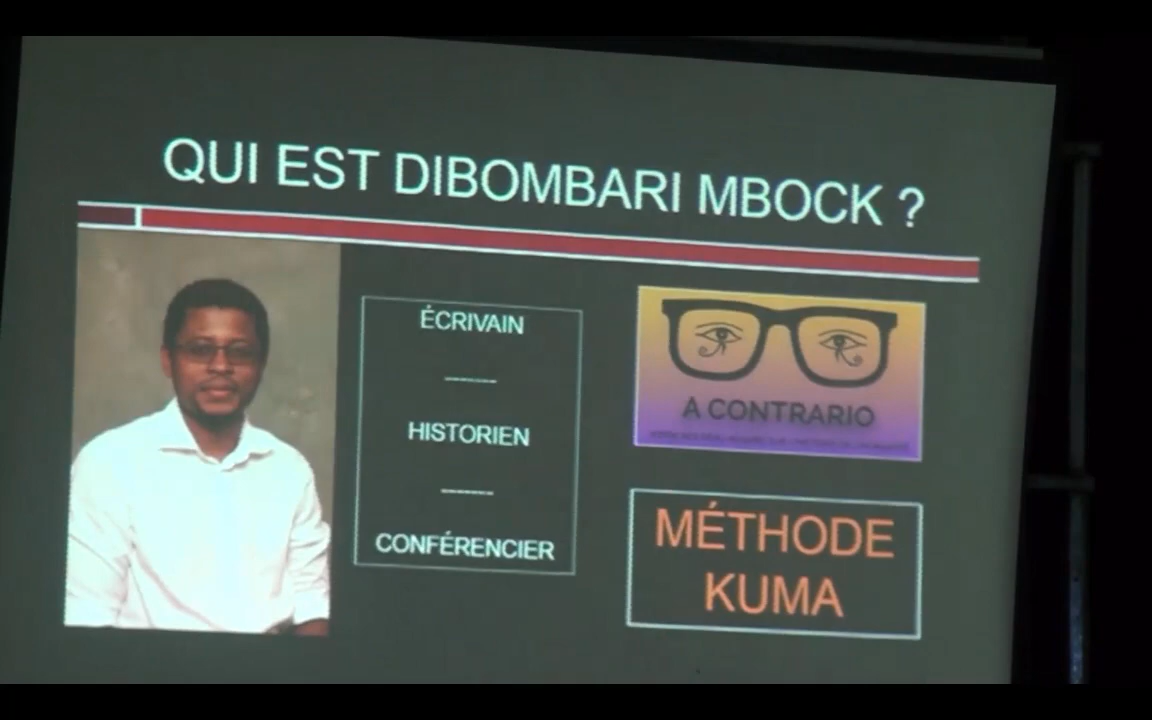 QUI EST DIBOMBARI MBOCK ?
ÉCRIVAIN
HISTORIEN
CONFÉRENCIER
A CONTRARIO
MÉTHODE
KUMA